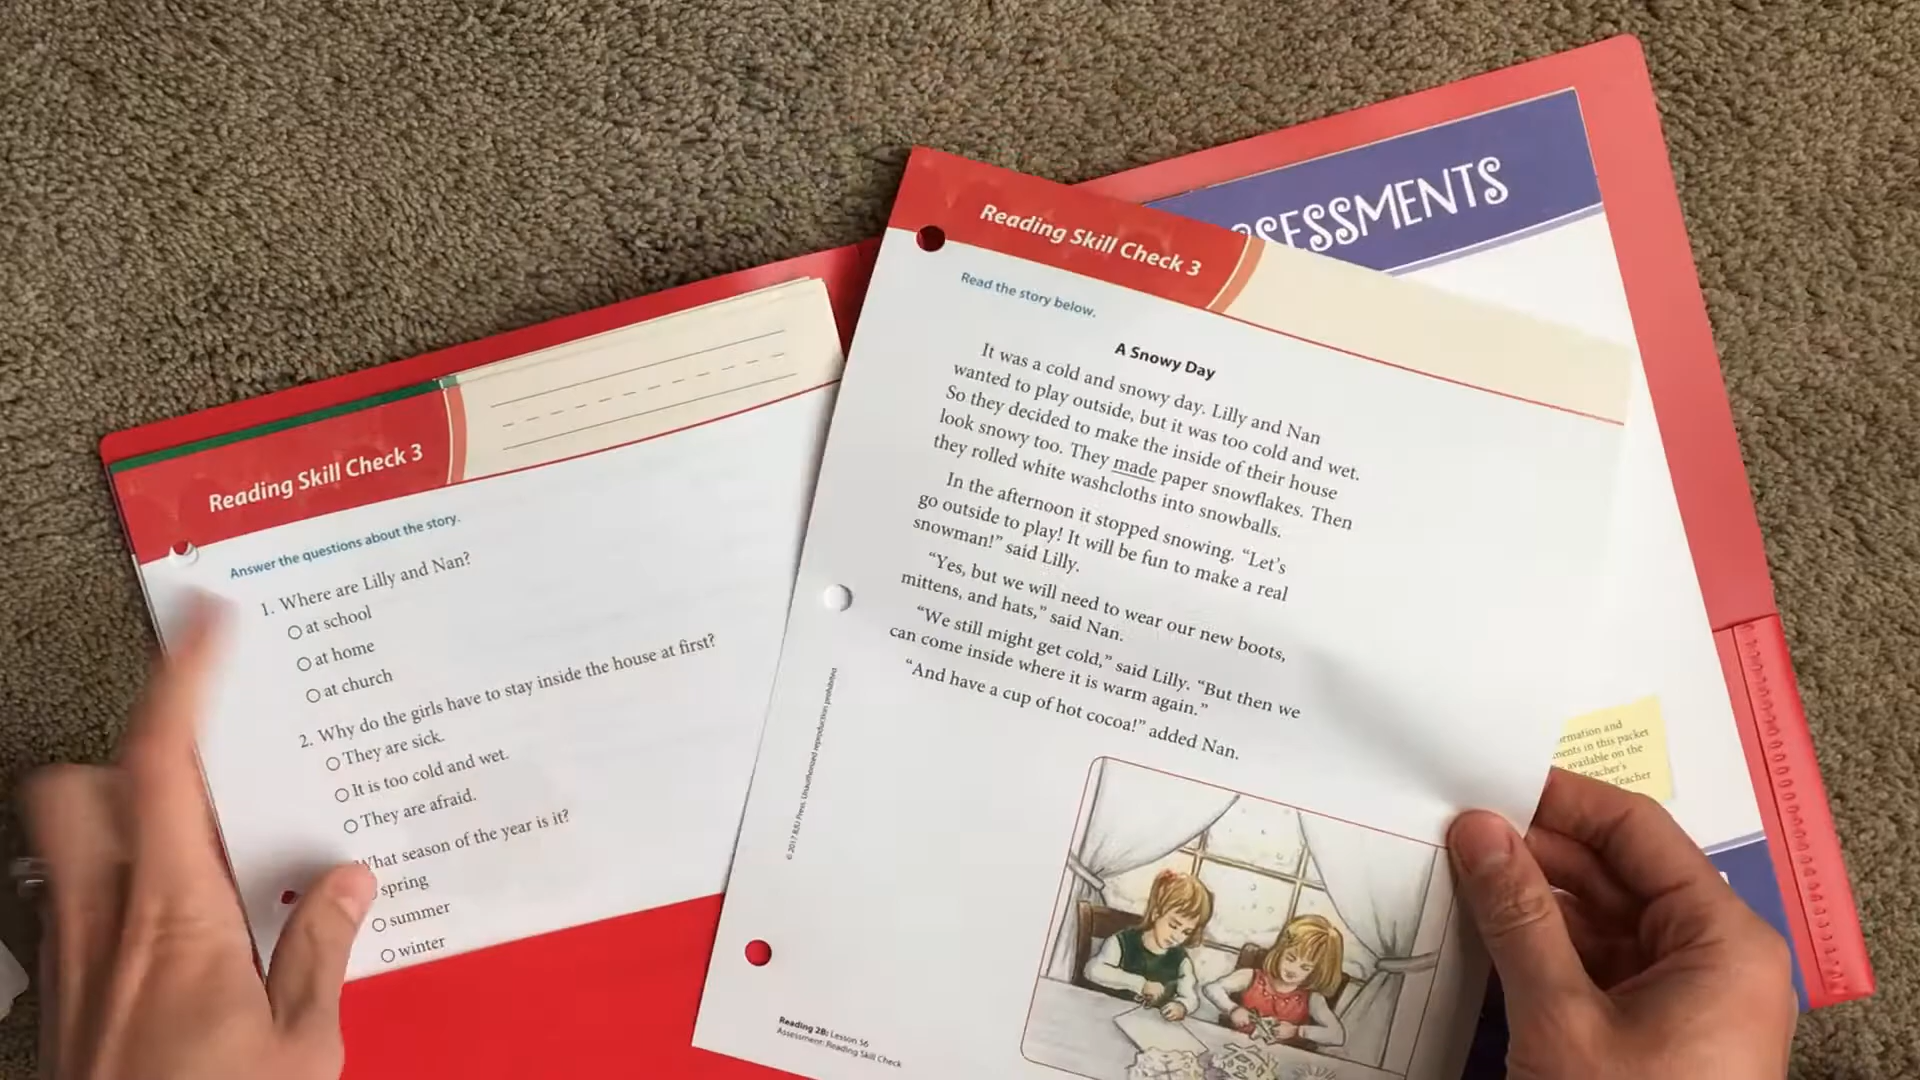 Reading Skill Check 3
Answer the questions about the story.
1. Where are Lilly and Nan?
at school
at home
at church
2. Why do the girls have to stay inside the house at first?
They are sick.
It is too cold and wet.
They are afraid.
What season of the year is it?
spring
summer
winter
ASSESSMENTS
Reading Skill Check 3
Read the story below.
A Snowy Day
It was a cold and snowy day. Lilly and Nan
wanted to play outside, but it was too cold and wet.
So they decided to make the inside of their house
look snowy too. They made paper snowflakes. Then
they rolled white washcloths into snowballs.
In the afternoon it stopped snowing. “Let’s
go outside to play! It will be fun to make a real
snowman!” said Lilly.
“Yes, but we will need to wear our new boots,
mittens, and hats,” said Nan.
“We still might get cold,” said Lilly. “But then we
can come inside where it is warm again.”
“And have a cup of hot cocoa!” added Nan.
© 2017 BJU Press. Unauthorized reproduction prohibited.
Reading 2B: Lesson 56
Assessment: Reading Skill Check
and
in this packet
available on the
Teacher's
Teacher